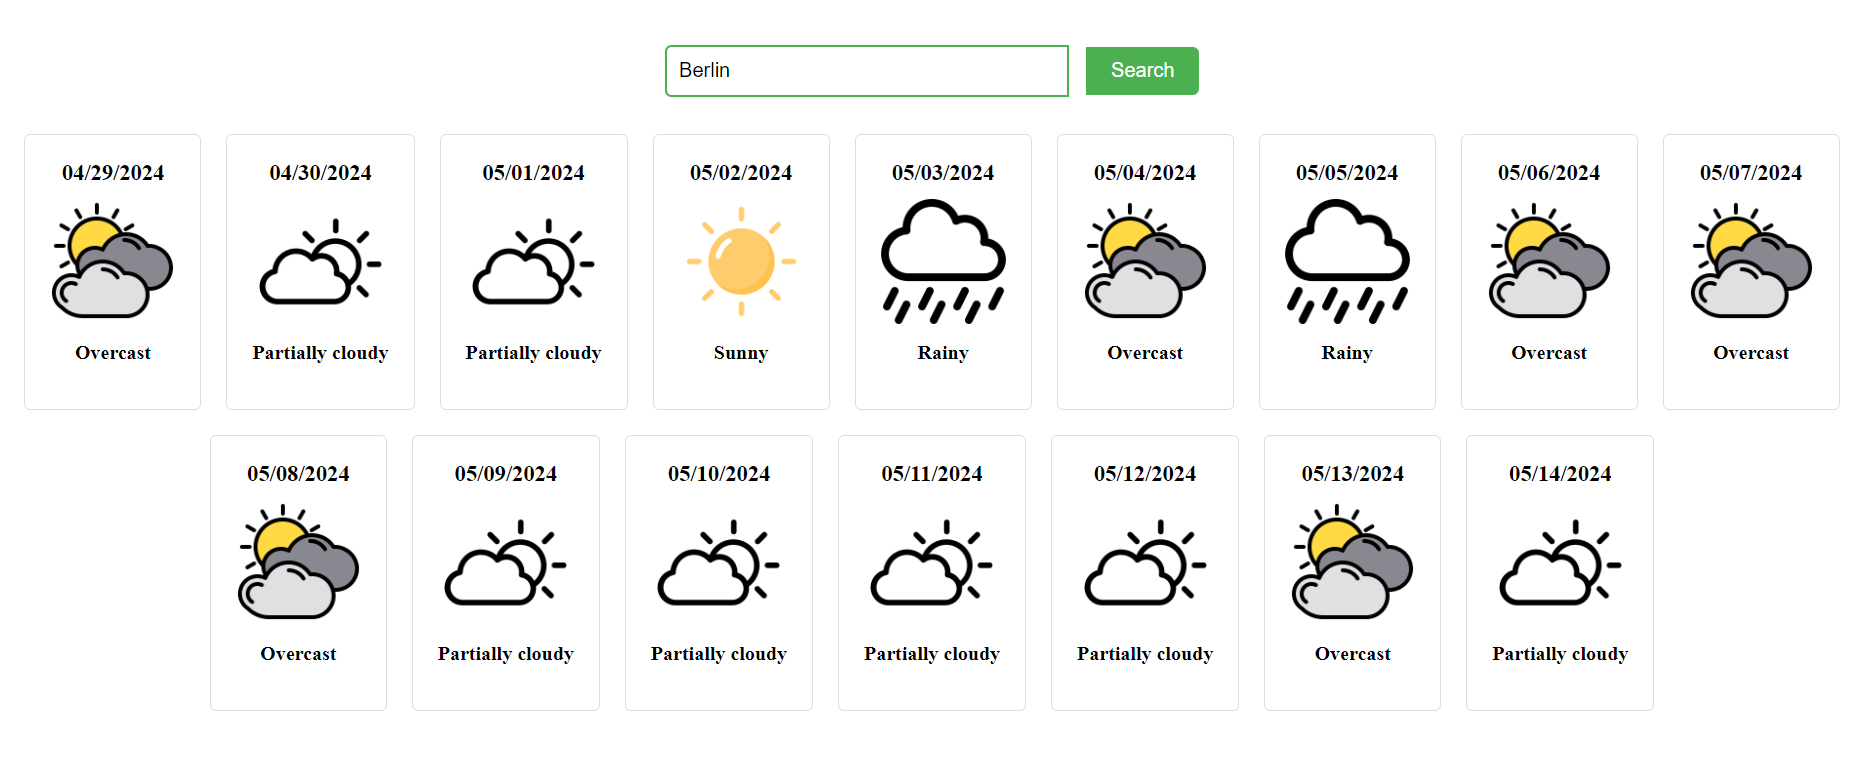 Berlin
Search
04/29/2024
Overcast
04/30/2024
Partially cloudy
05/01/2024
Partially cloudy
05/02/2024
Sunny
05/03/2024
Rainy
05/04/2024
Overcast
05/05/2024
Rainy
05/06/2024
Overcast
05/07/2024
Overcast
05/08/2024
Overcast
05/09/2024
Partially cloudy
05/10/2024
Partially cloudy
05/11/2024
Partially cloudy
05/12/2024
Partially cloudy
05/13/2024
Overcast
05/14/2024
Partially cloudy